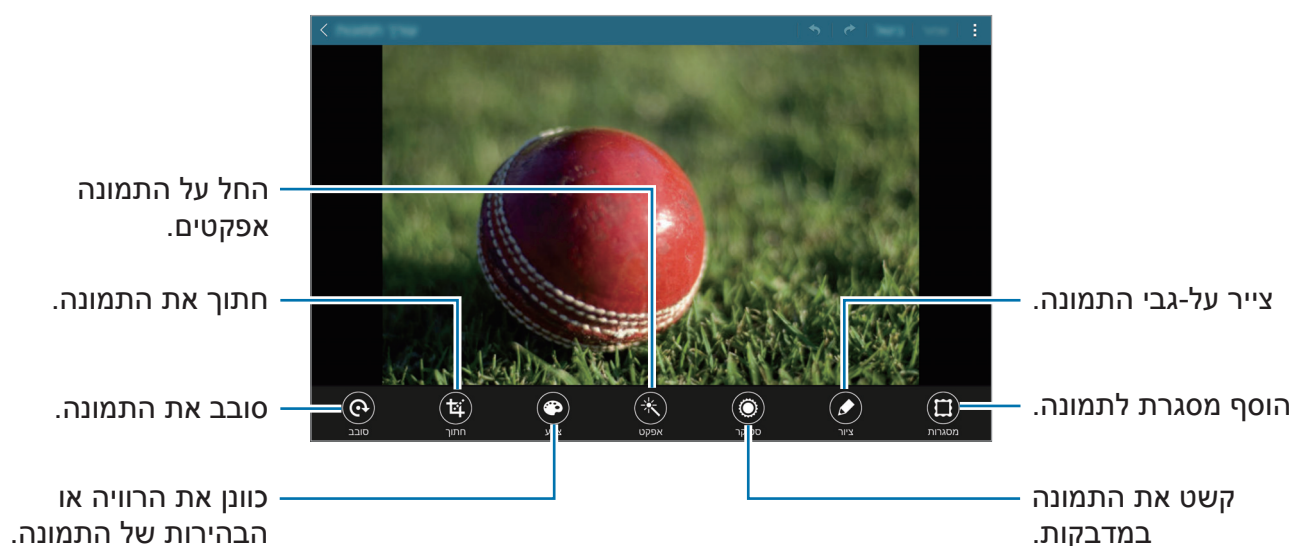 החל על התמונה
אפקטים.
חתוך את התמונה.
סובב את התמונה.
כוונן את הרוויה או
הבהירות של התמונה.
צייר על-גבי התמונה.
הוסף מסגרת לתמונה.
קשט את התמונה
במדבקות.
סובב
חתוך
אפקט
ציור
מסגרות